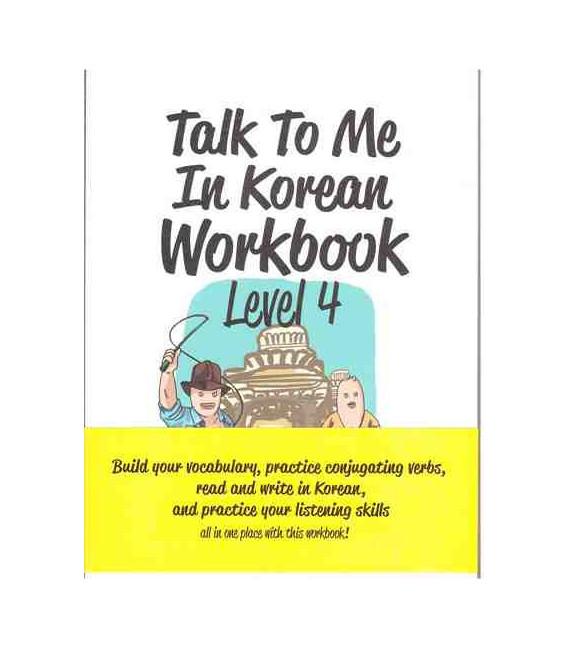 Talk To Me
In Korean
Workbook
Level 4
Build your vocabulary, practice conjugating verbs,
read and write in Korean,
and practice your listening skills
all in one place with this workbook!